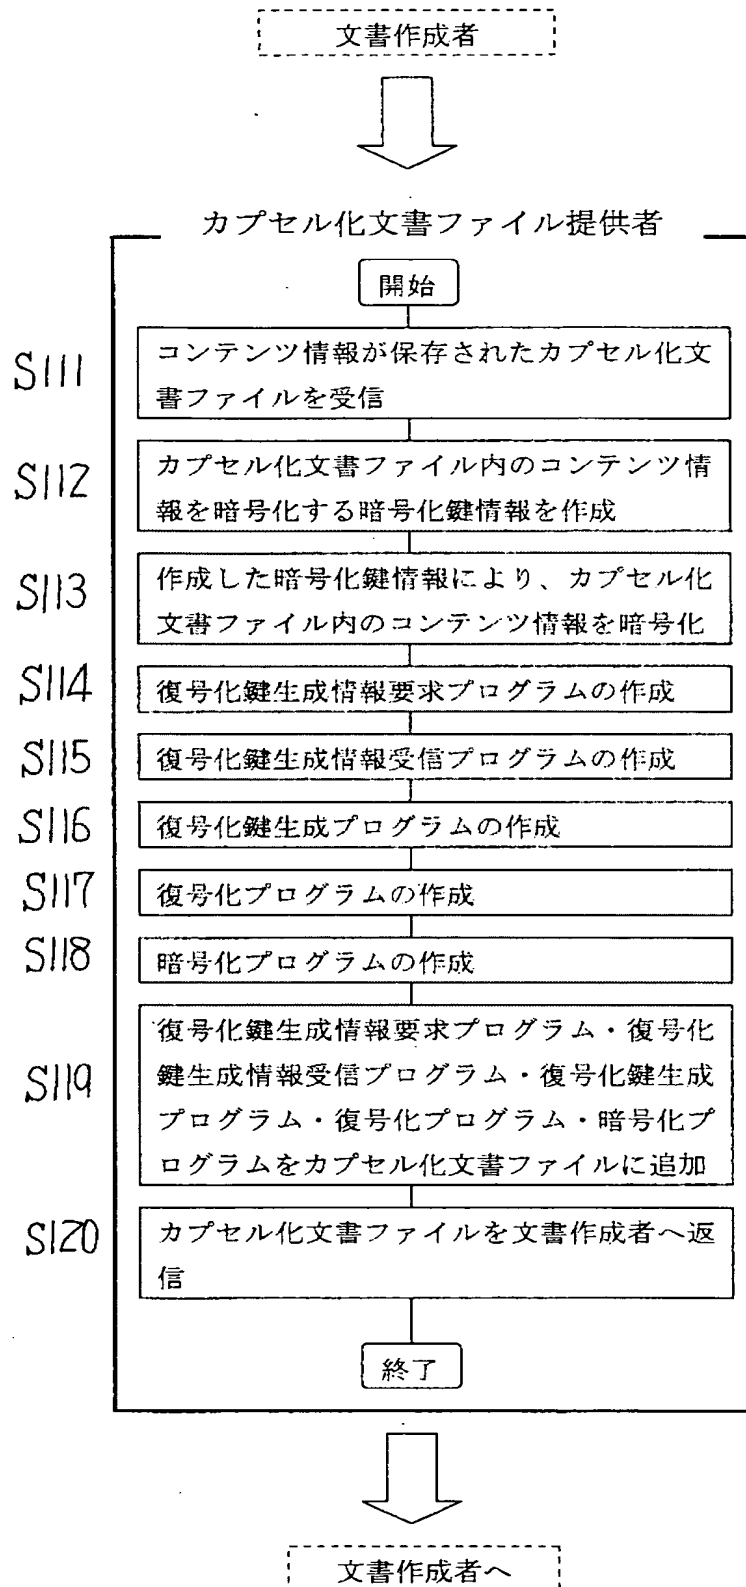 文書作成者
カプセル化文書ファイル提供者
開始
S111
コンテンツ情報が保存されたカプセル化文
書ファイルを受信
S112
カプセル化文書ファイル内のコンテンツ情
報を暗号化する暗号化鍵情報を作成
S113
作成した暗号化鍵情報により、カプセル化
文書ファイル内のコンテンツ情報を暗号化
S114
復号化鍵生成情報要求プログラムの作成
S115
復号化鍵生成情報受信プログラムの作成
S116
復号化鍵生成プログラムの作成
S117
復号化プログラムの作成
S118
暗号化プログラムの作成
S119
復号化鍵生成情報要求プログラム・復号化
鍵生成情報受信プログラム・復号化鍵生成
プログラム・復号化プログラム・暗号化プ
ログラムをカプセル化文書ファイルに追加
S120
カプセル化文書ファイルを文書作成者へ返
信
終了
文書作成者へ